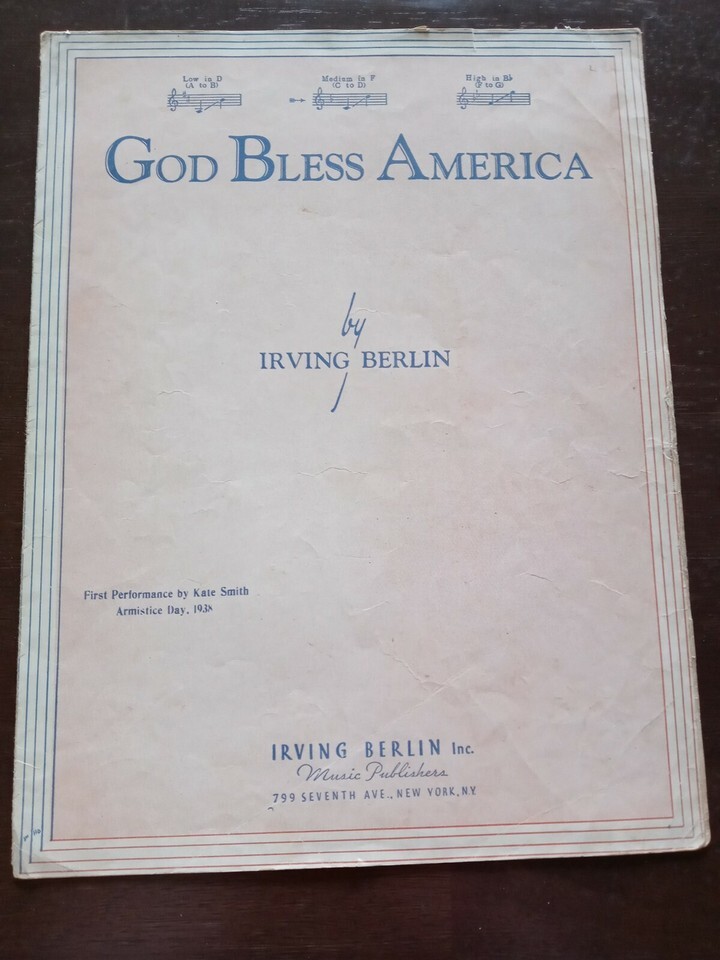 Low in D
(A to B)
Medium in F
(C to D)
High in B♭
(F to G)
GOD BLESS AMERICA
by
IRVING BERLIN
First Performance by Kate Smith
Armistice Day, 1938
IRVING BERLIN Inc.
Music Publishers
799 SEVENTH AVE., NEW YORK, N.Y.